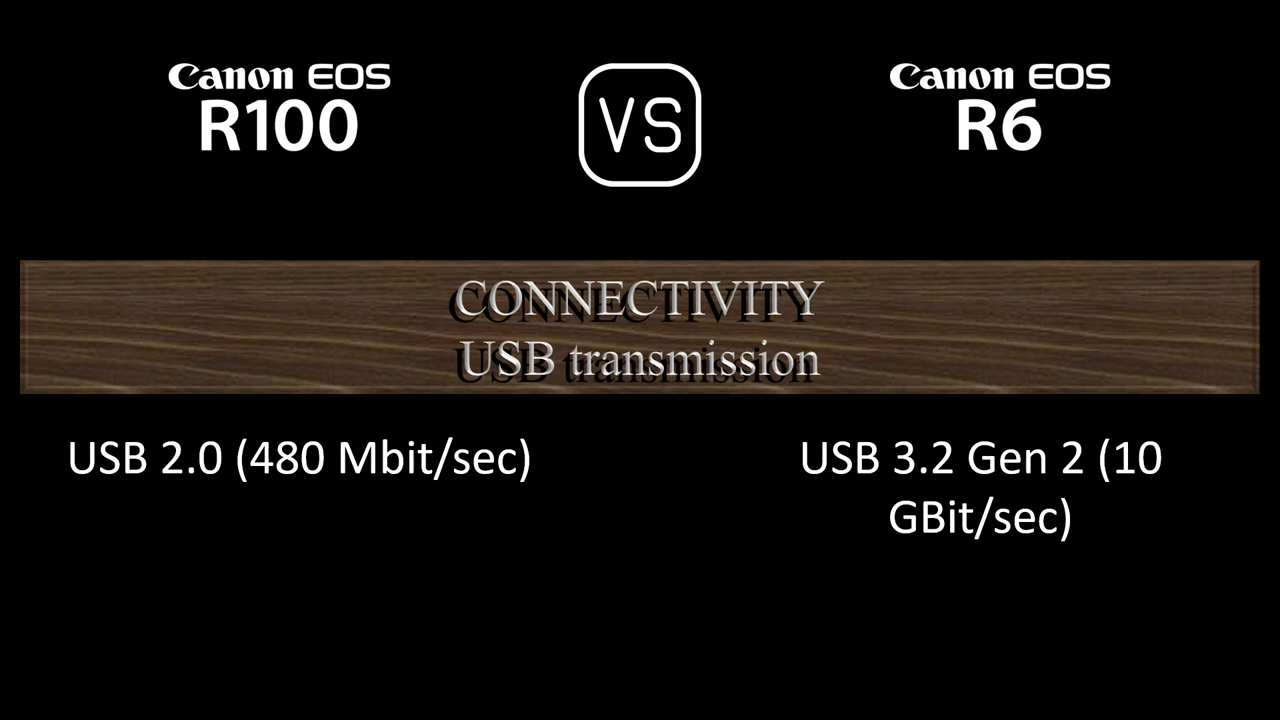 Canon EOS
R100
VS
Canon EOS
R6
CONNECTIVITY
USB transmission
USB 2.0 (480 Mbit/sec)
USB 3.2 Gen 2 (10
GBit/sec)